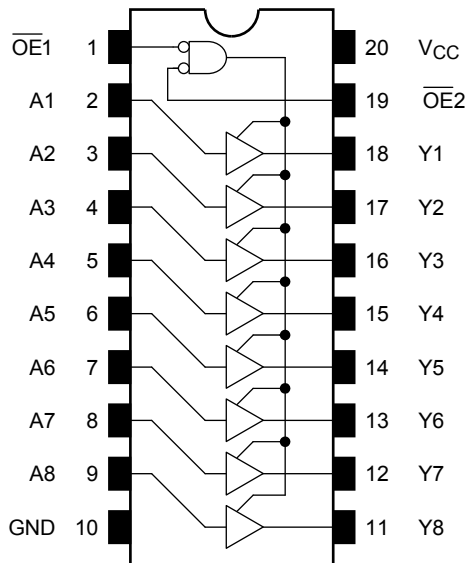 O̅E̅1 1 20 VCC
A1 2 19 O̅E̅2
A2 3 18 Y1
A3 4 17 Y2
A4 5 16 Y3
A5 6 15 Y4
A6 7 14 Y5
A7 8 13 Y6
A8 9 12 Y7
GND 10 11 Y8